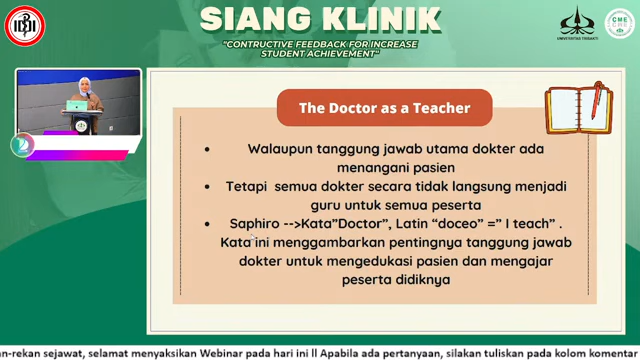 SIANG KLINIK
"CONTRUCTIVE FEEDBACK FOR INCREASE
STUDENT ACHIEVEMENT"
UNIVERSITAS TRISAKTI
CME
The Doctor as a Teacher
Walaupun tanggung jawab utama dokter ada
menangani pasien
Tetapi semua dokter secara tidak langsung menjadi
guru untuk semua peserta
Saphiro -->Kata"Doctor", Latin "doceo" =" I teach" .
Kata ini menggambarkan pentingnya tanggung jawab
dokter untuk mengedukasi pasien dan mengajar
peserta didiknya
n-rekan sejawat, selamat menyaksikan Webinar pada hari ini ll Apabila ada pertanyaan, silakan tuliskan pada kolom komentar